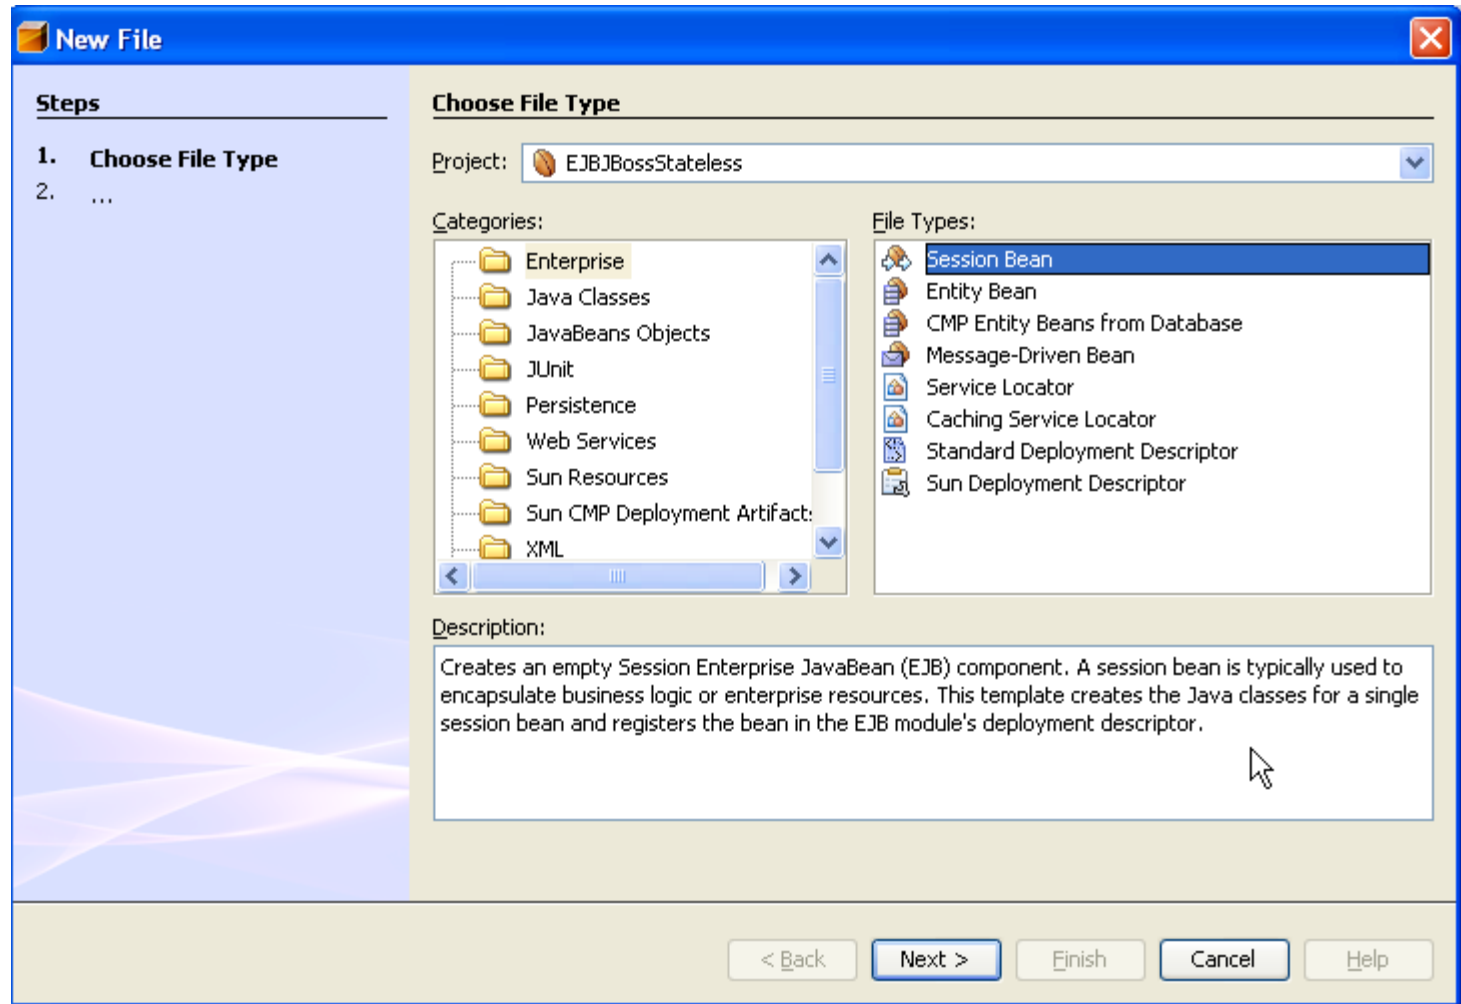 New File
Steps
1. Choose File Type
2. ...
Choose File Type
Project: EJBJBossStateless
Categories:
Enterprise
Java Classes
JavaBeans Objects
JUnit
Persistence
Web Services
Sun Resources
Sun CMP Deployment Artifact
XML
File Types:
Session Bean
Entity Bean
CMP Entity Beans from Database
Message-Driven Bean
Service Locator
Caching Service Locator
Standard Deployment Descriptor
Sun Deployment Descriptor
Description:
Creates an empty Session Enterprise JavaBean (EJB) component. A session bean is typically used to
encapsulate business logic or enterprise resources. This template creates the Java classes for a single
session bean and registers the bean in the EJB module's deployment descriptor.
< Back
Next >
Finish
Cancel
Help